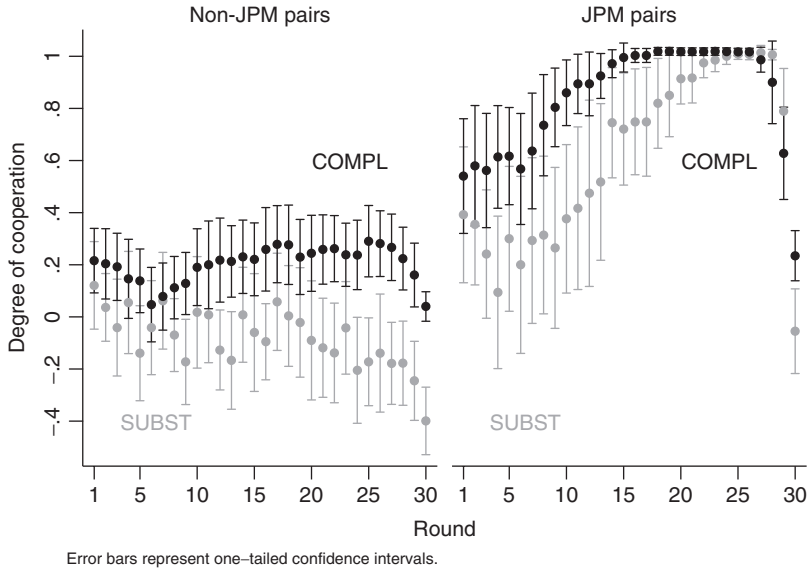 Non-JPM pairs
JPM pairs
Degree of cooperation
1
.8
.6
.4
.2
0
-.2
-.4
COMPL
SUBST
COMPL
SUBST
1 5 10 15 20 25 30
1 5 10 15 20 25 30
Round
Error bars represent one–tailed confidence intervals.